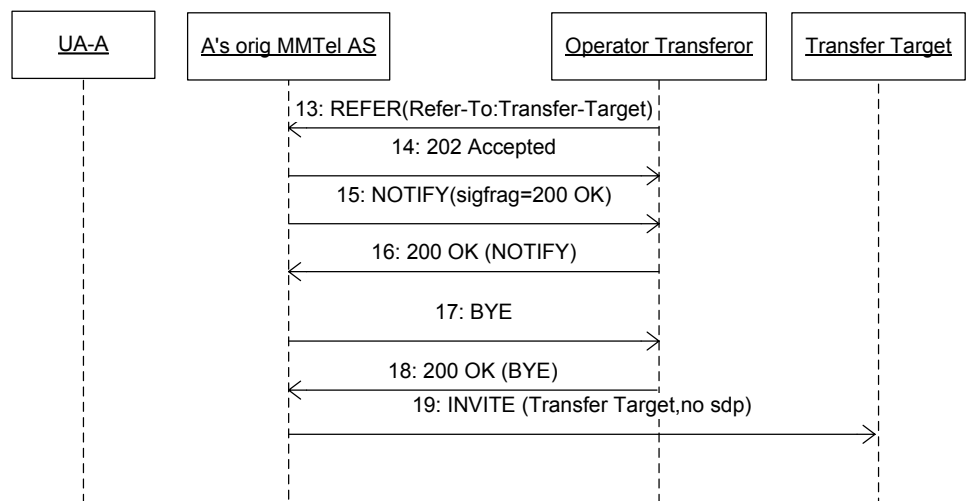 UA-A
A's orig MMTel AS
Operator Transferor
Transfer Target
13: REFER(Refer-To:Transfer-Target)
14: 202 Accepted
15: NOTIFY(sigfrag=200 OK)
16: 200 OK (NOTIFY)
17: BYE
18: 200 OK (BYE)
19: INVITE (Transfer Target,no sdp)